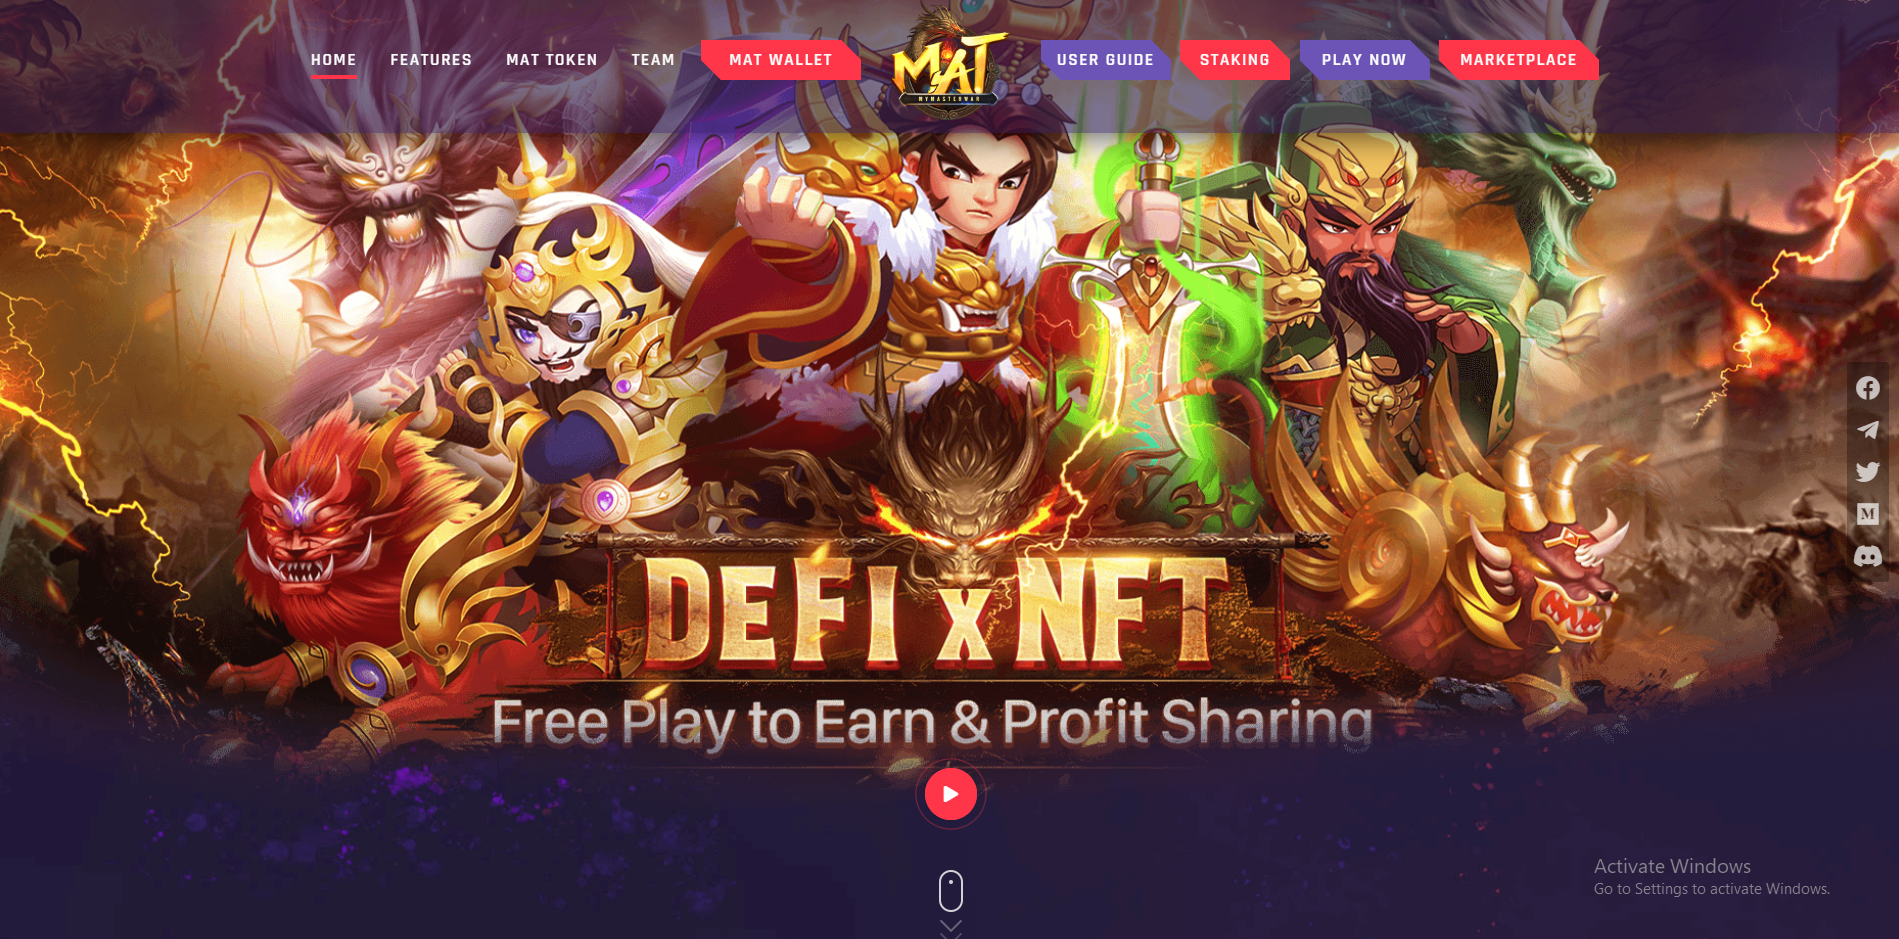 HOME
FEATURES
MAT TOKEN
TEAM
MAT WALLET
MAT
MYMASTERWAR
USER GUIDE
STAKING
PLAY NOW
MARKETPLACE
DEFI x NFT
Free Play to Earn & Profit Sharing
M
Activate Windows
Go to Settings to activate Windows.